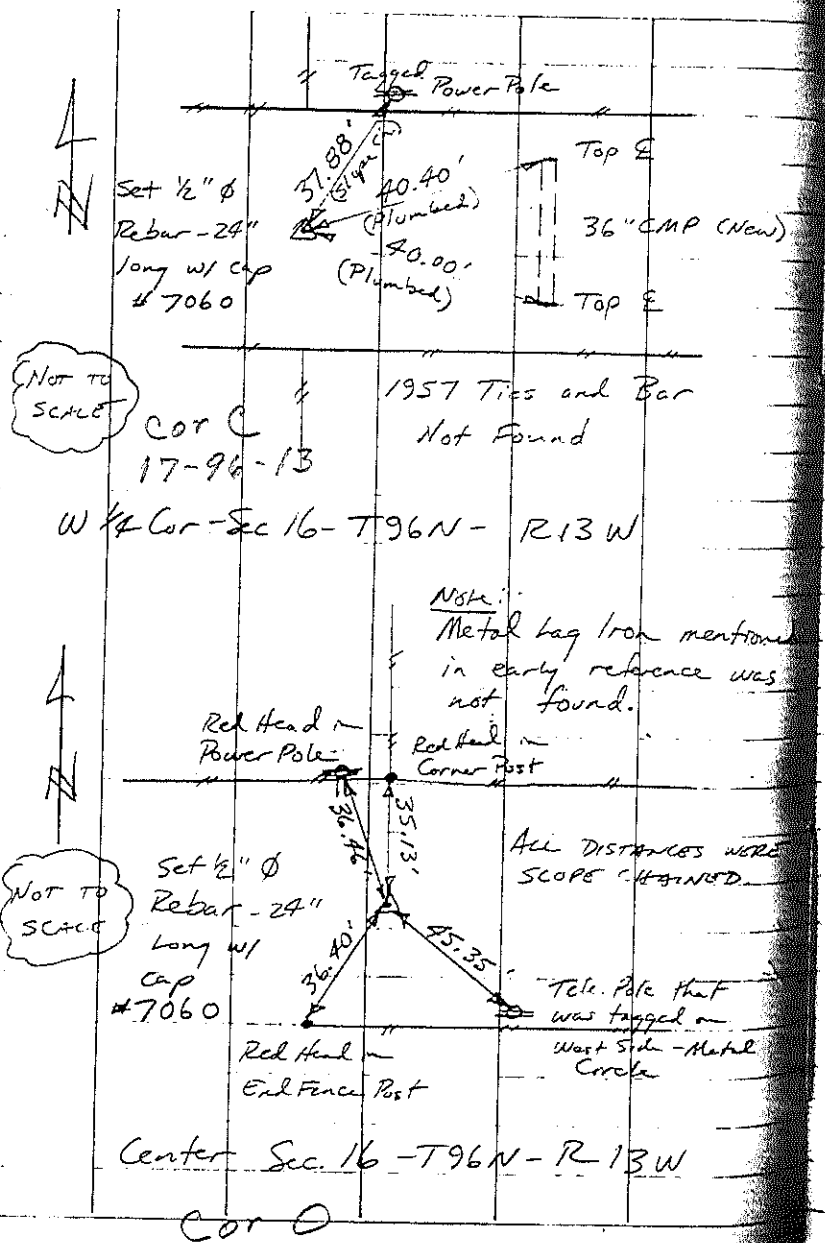 Tagged
Power Pole
37.88'
(Slope in)
40.40'
(Plumbed)
40.00'
(Plumbed)
Set 1/2" Ø
Rebar - 24"
long w/ cap
# 7060
Top ℄
36" CMP (New)
Top ℄
NOT TO
SCALE
Cor C
17-96-13
1957 Ties and Bar
Not Found
W 1/4 Cor - Sec 16 - T96N - R13W
N
Note:
Metal Lag Iron mentione
in early reference was
not found.
Red Head in
Power Pole
Red Head in
Corner Post
N
36.46'
35.13'
ALL DISTANCES WERE
SCOPE CHAINED
Set 1/2" Ø
Rebar - 24"
Long w/
cap
#7060
NOT TO
SCALE
36.40'
45.35'
Tele. Pole that
was tagged on
West Side - Metal
Circle
Red Head in
End Fence Post
Center Sec. 16 - T96N - R 13W
Cor O